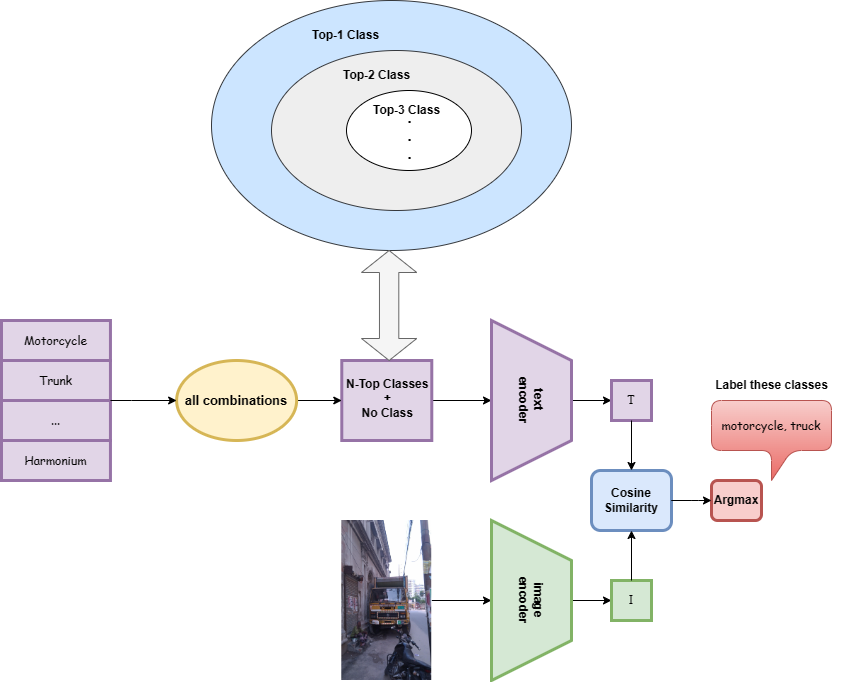 Top-1 Class
Top-2 Class
Top-3 Class
.
.
.
Motorcycle
Trunk
...
Harmonium
all combinations
N-Top Classes
+
No Class
text
encoder
T
Label these classes
motorcycle, truck
Cosine
Similarity
Argmax
image
encoder
I